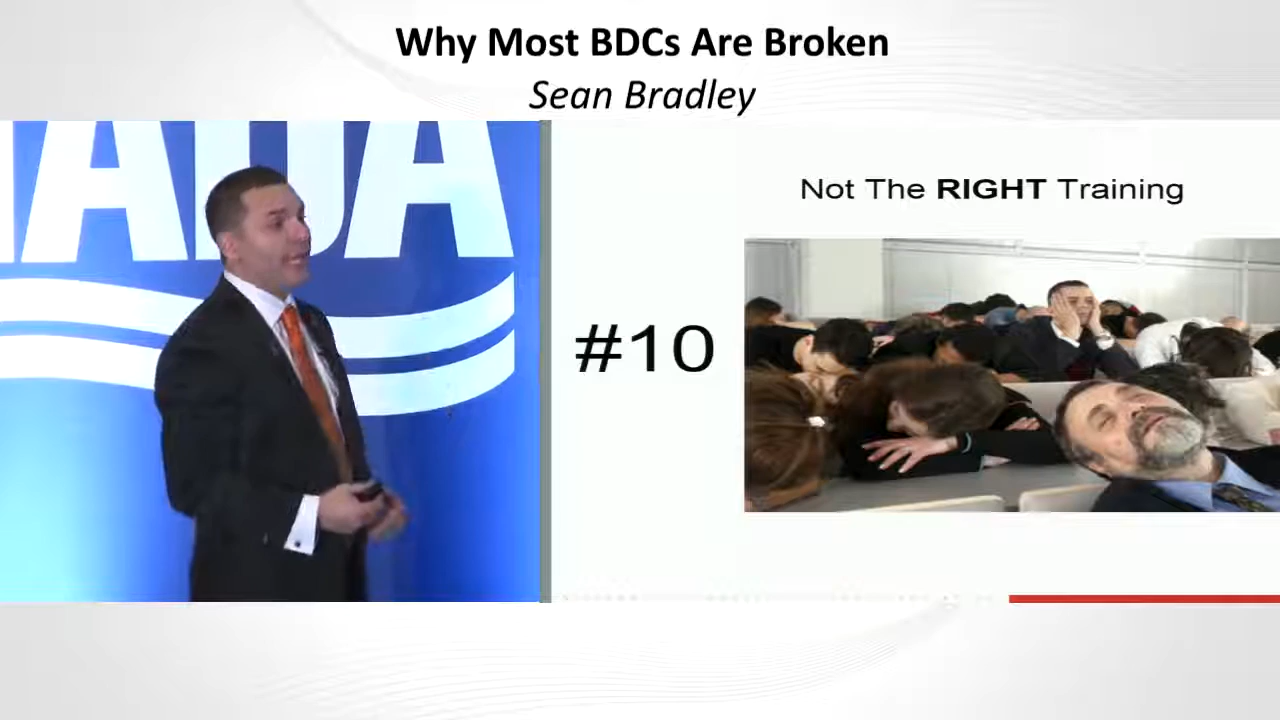 Why Most BDCs Are Broken
Sean Bradley
Not The RIGHT Training
#10